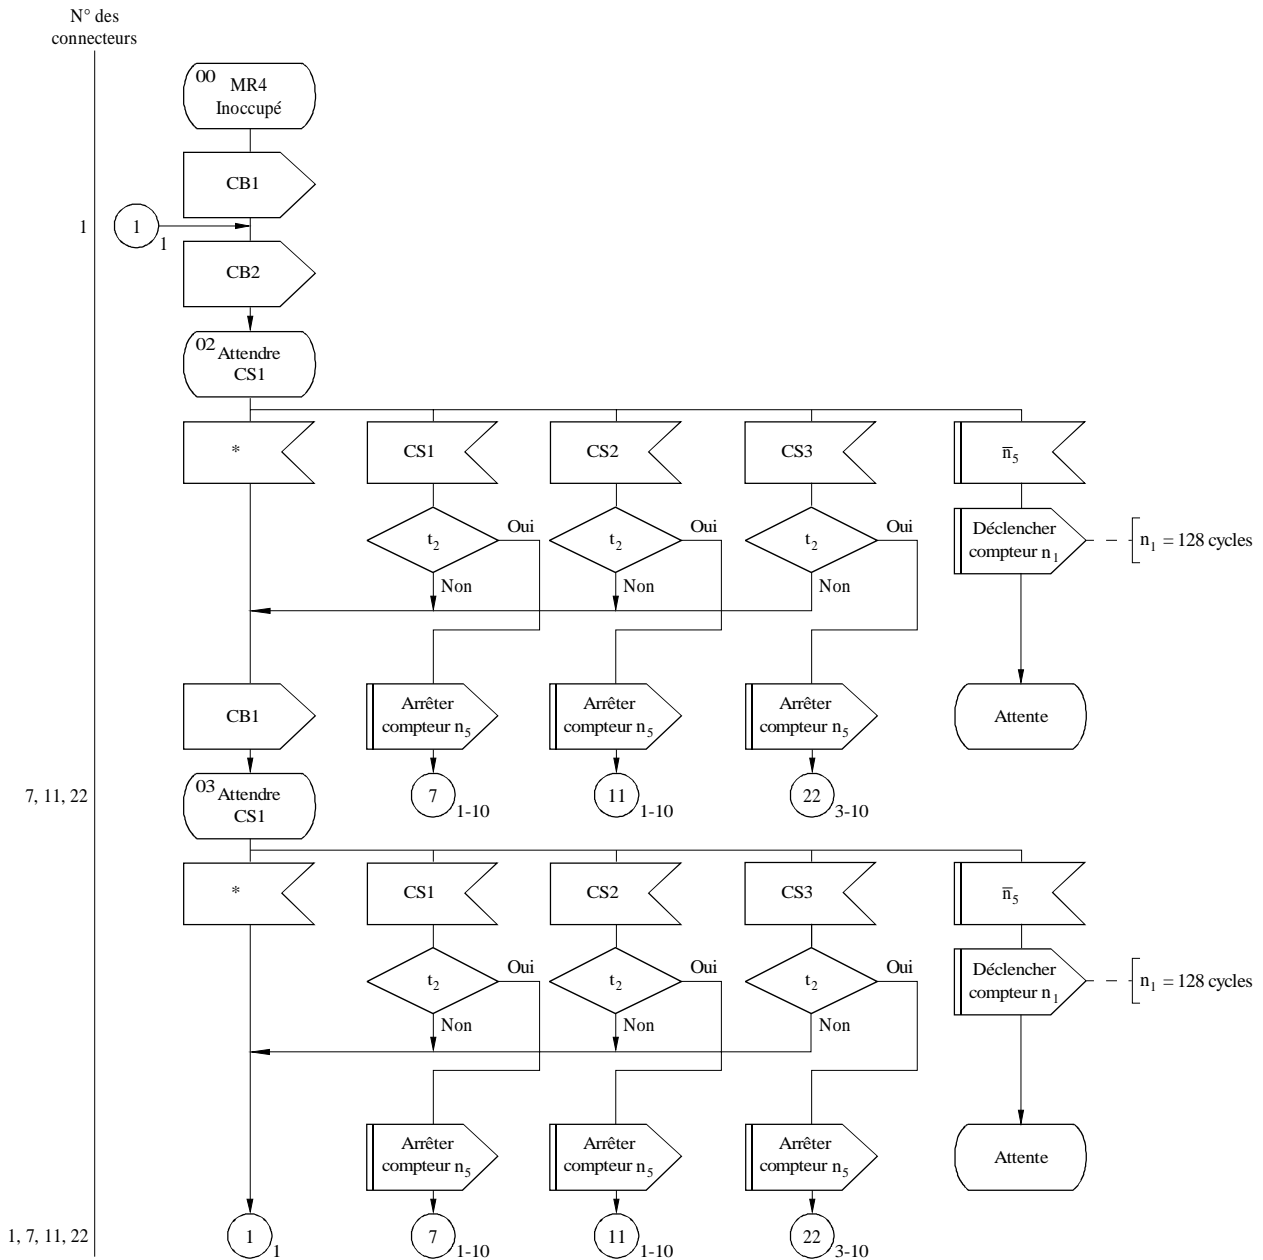 N° des
connecteurs
00
MR4
Inoccupé
CB1
1
1
1
CB2
02
Attendre
CS1
*
CS1
CS2
CS3
n̅₅
t₂
Oui
t₂
Oui
t₂
Oui
Déclencher
compteur n₁
n₁ = 128 cycles
Non
Non
Non
CB1
Arrêter
compteur n₅
Arrêter
compteur n₅
Arrêter
compteur n₅
Attente
7, 11, 22
03
Attendre
CS1
7
1-10
11
1-10
22
3-10
*
CS1
CS2
CS3
n̅₅
t₂
Oui
t₂
Oui
t₂
Oui
Déclencher
compteur n₁
n₁ = 128 cycles
Non
Non
Non
Arrêter
compteur n₅
Arrêter
compteur n₅
Arrêter
compteur n₅
Attente
1, 7, 11, 22
1
1
7
1-10
11
1-10
22
3-10